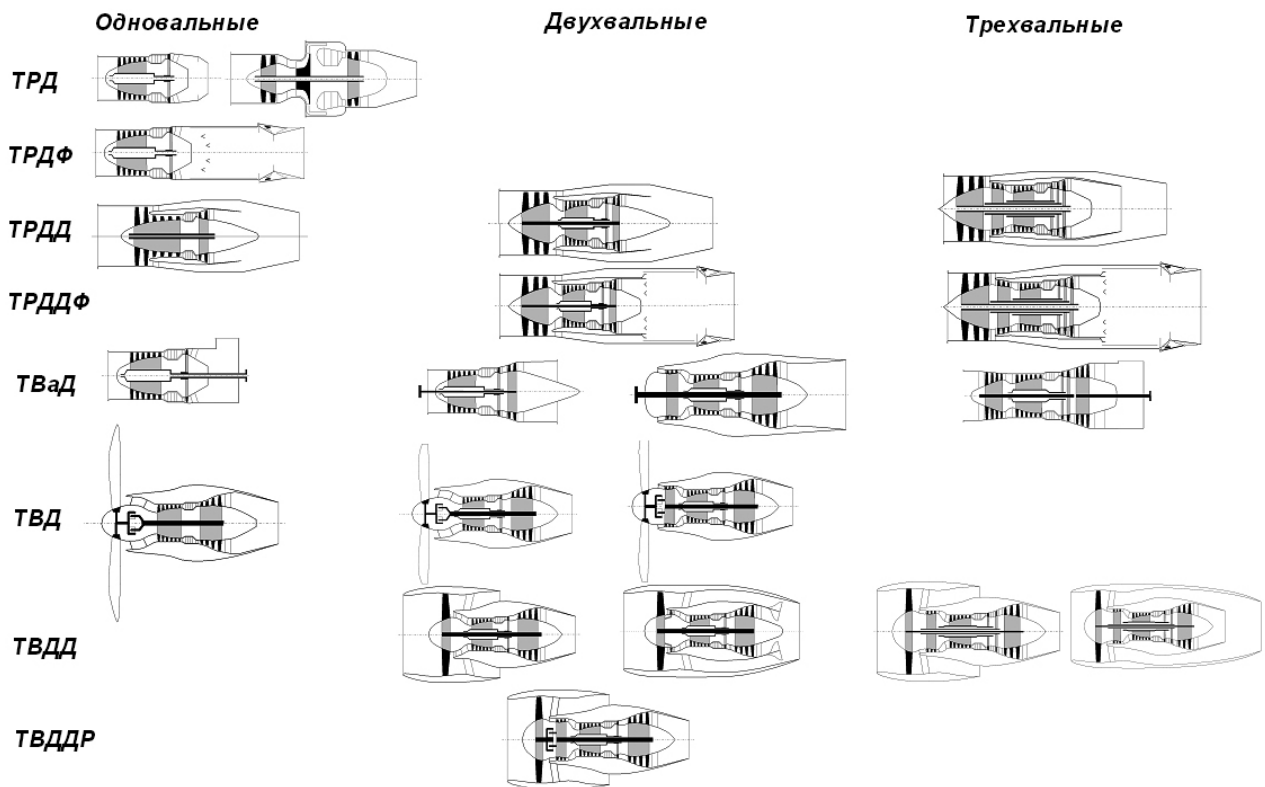 Одновальные
Двухвальные
Трехвальные
ТРД
ТРДФ
ТРДД
ТРДДФ
ТВаД
ТВД
ТВДД
ТВДДР